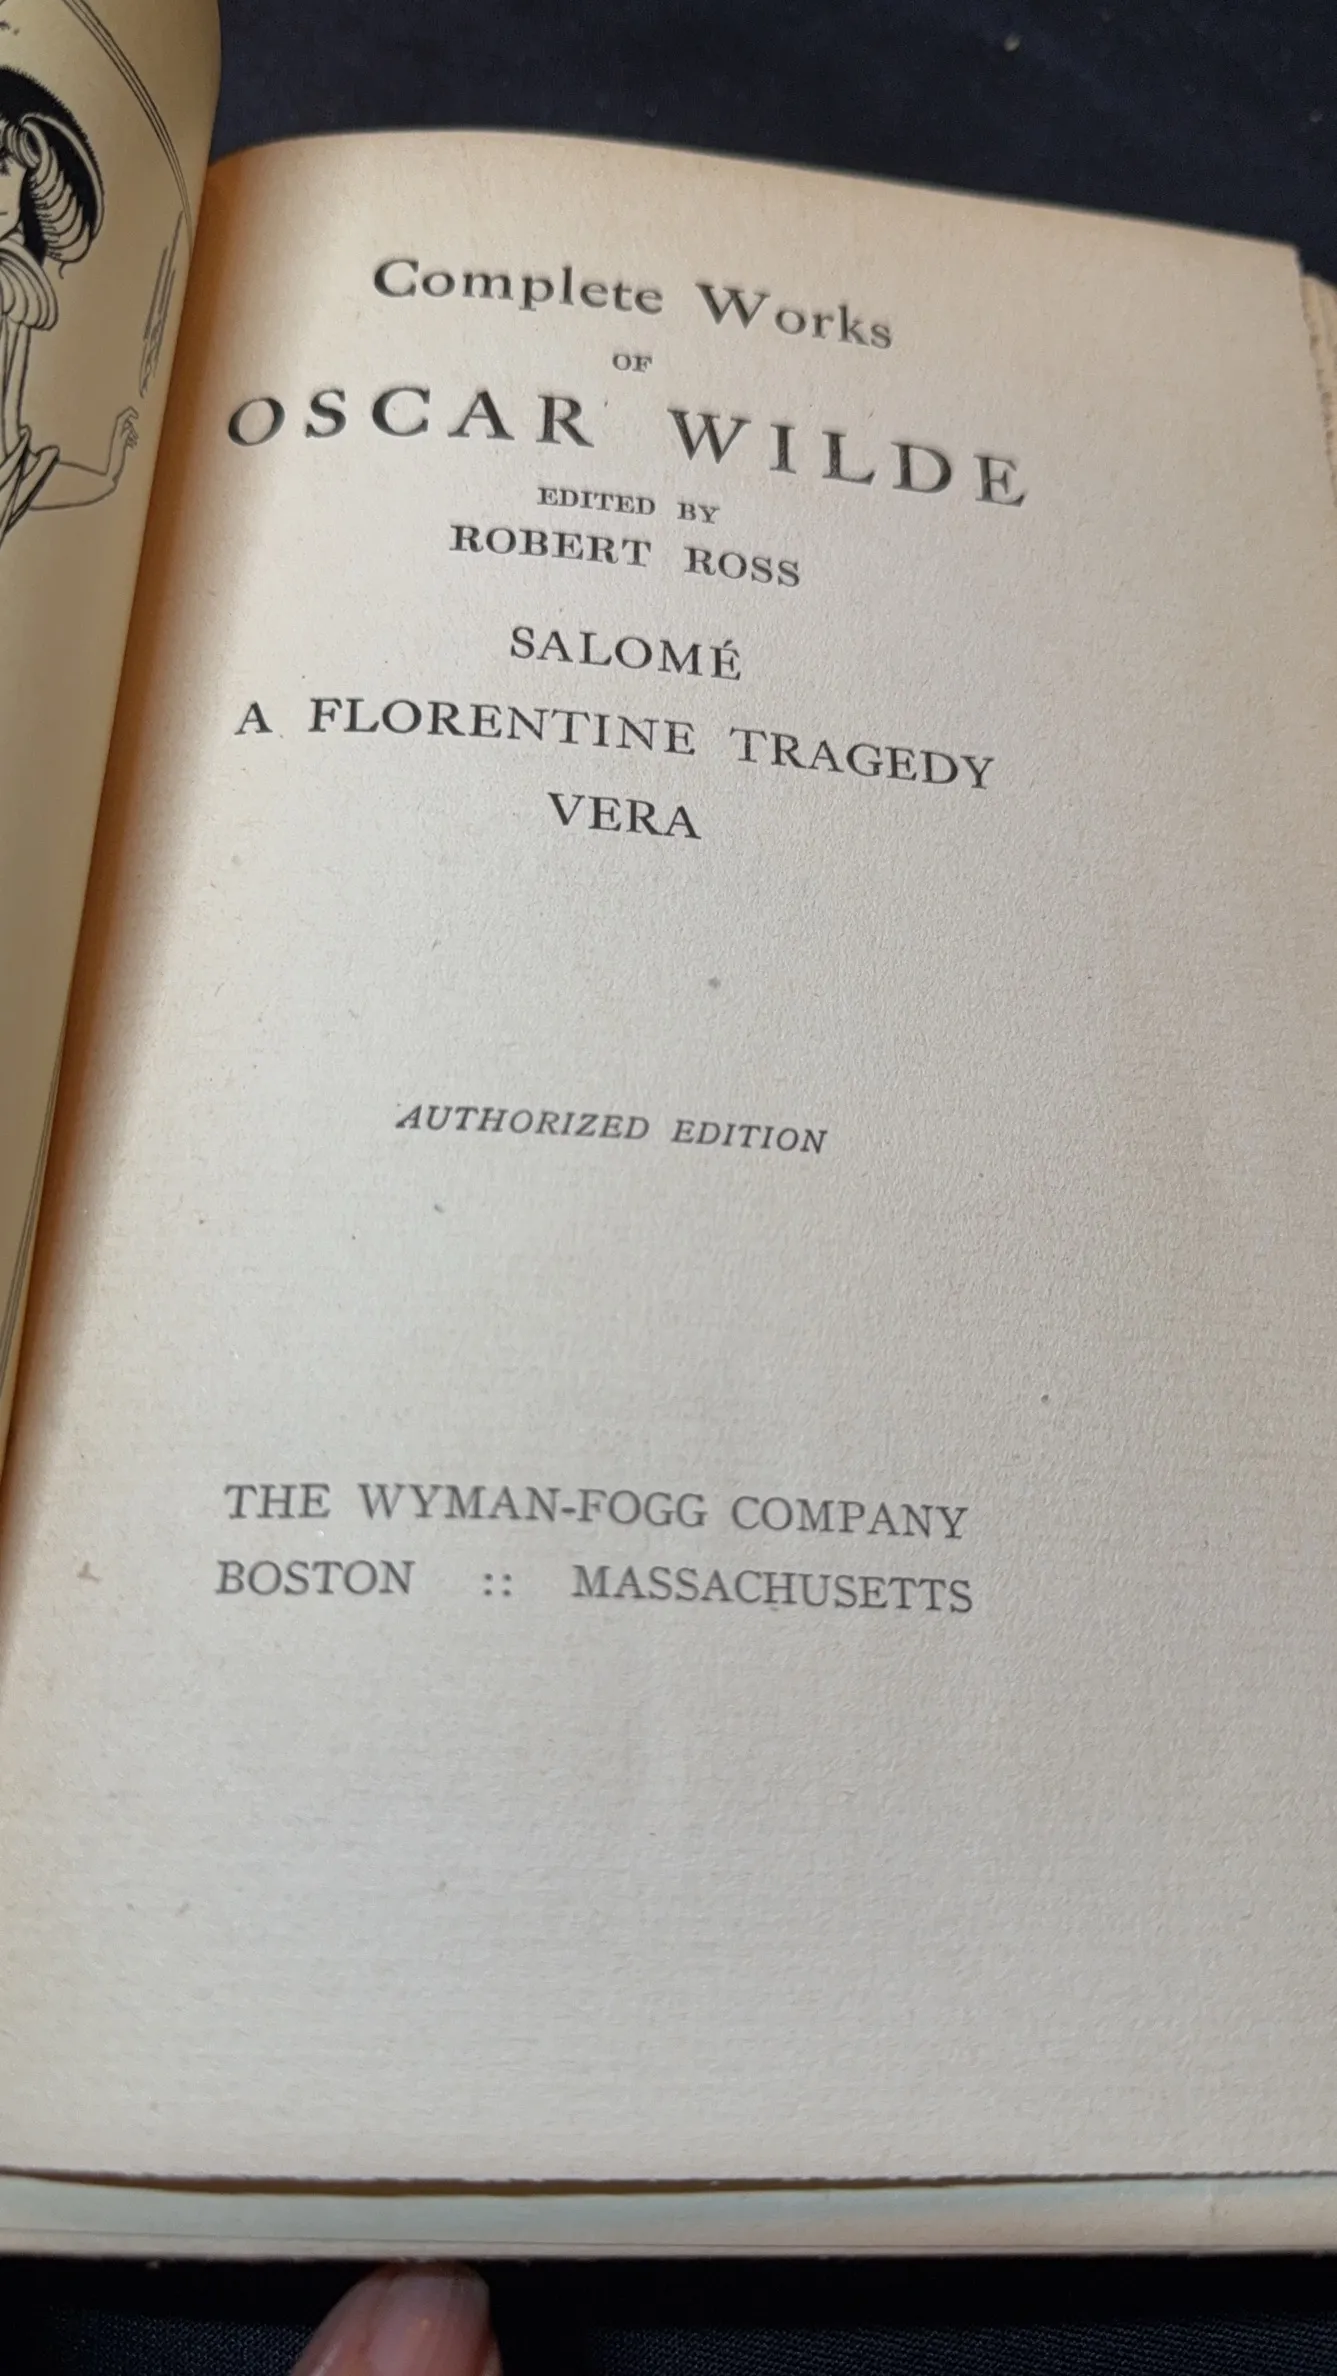 Complete Works
OF
OSCAR WILDE
EDITED BY
ROBERT ROSS
SALOMÉ
A FLORENTINE TRAGEDY
VERA
AUTHORIZED EDITION
THE WYMAN-FOGG COMPANY
BOSTON :: MASSACHUSETTS